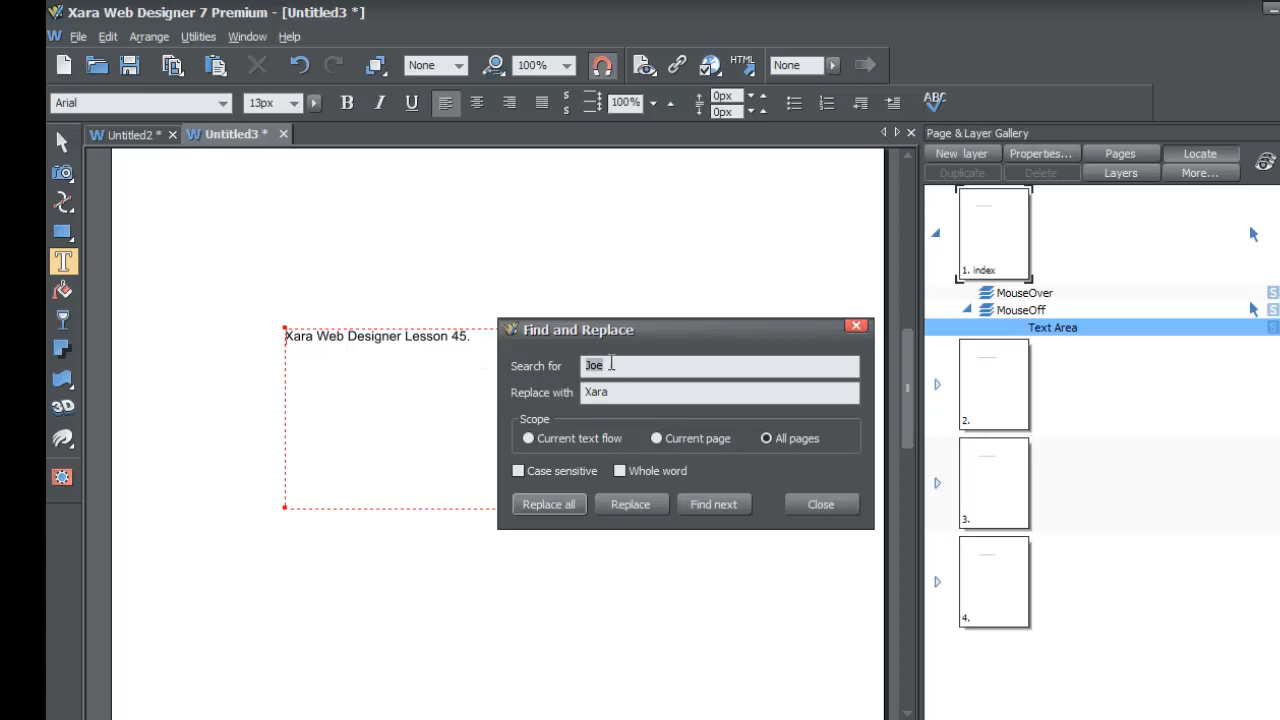 Xara Web Designer 7 Premium - [Untitled3 *]
File Edit Arrange Utilities Window Help
None 100% HTML None
Arial 13px B I U 100% 0px 0px ABC
Untitled2 * Untitled3 *
Page & Layer Gallery
New layer Properties... Pages Locate
Duplicate Delete Layers More...
1. index
MouseOver S
MouseOff S
Text Area S
2.
3.
4.
T
3D
Xara Web Designer Lesson 45.
Find and Replace
Search for Joe
Replace with Xara
Scope
Current text flow Current page All pages
Case sensitive Whole word
Replace all Replace Find next Close